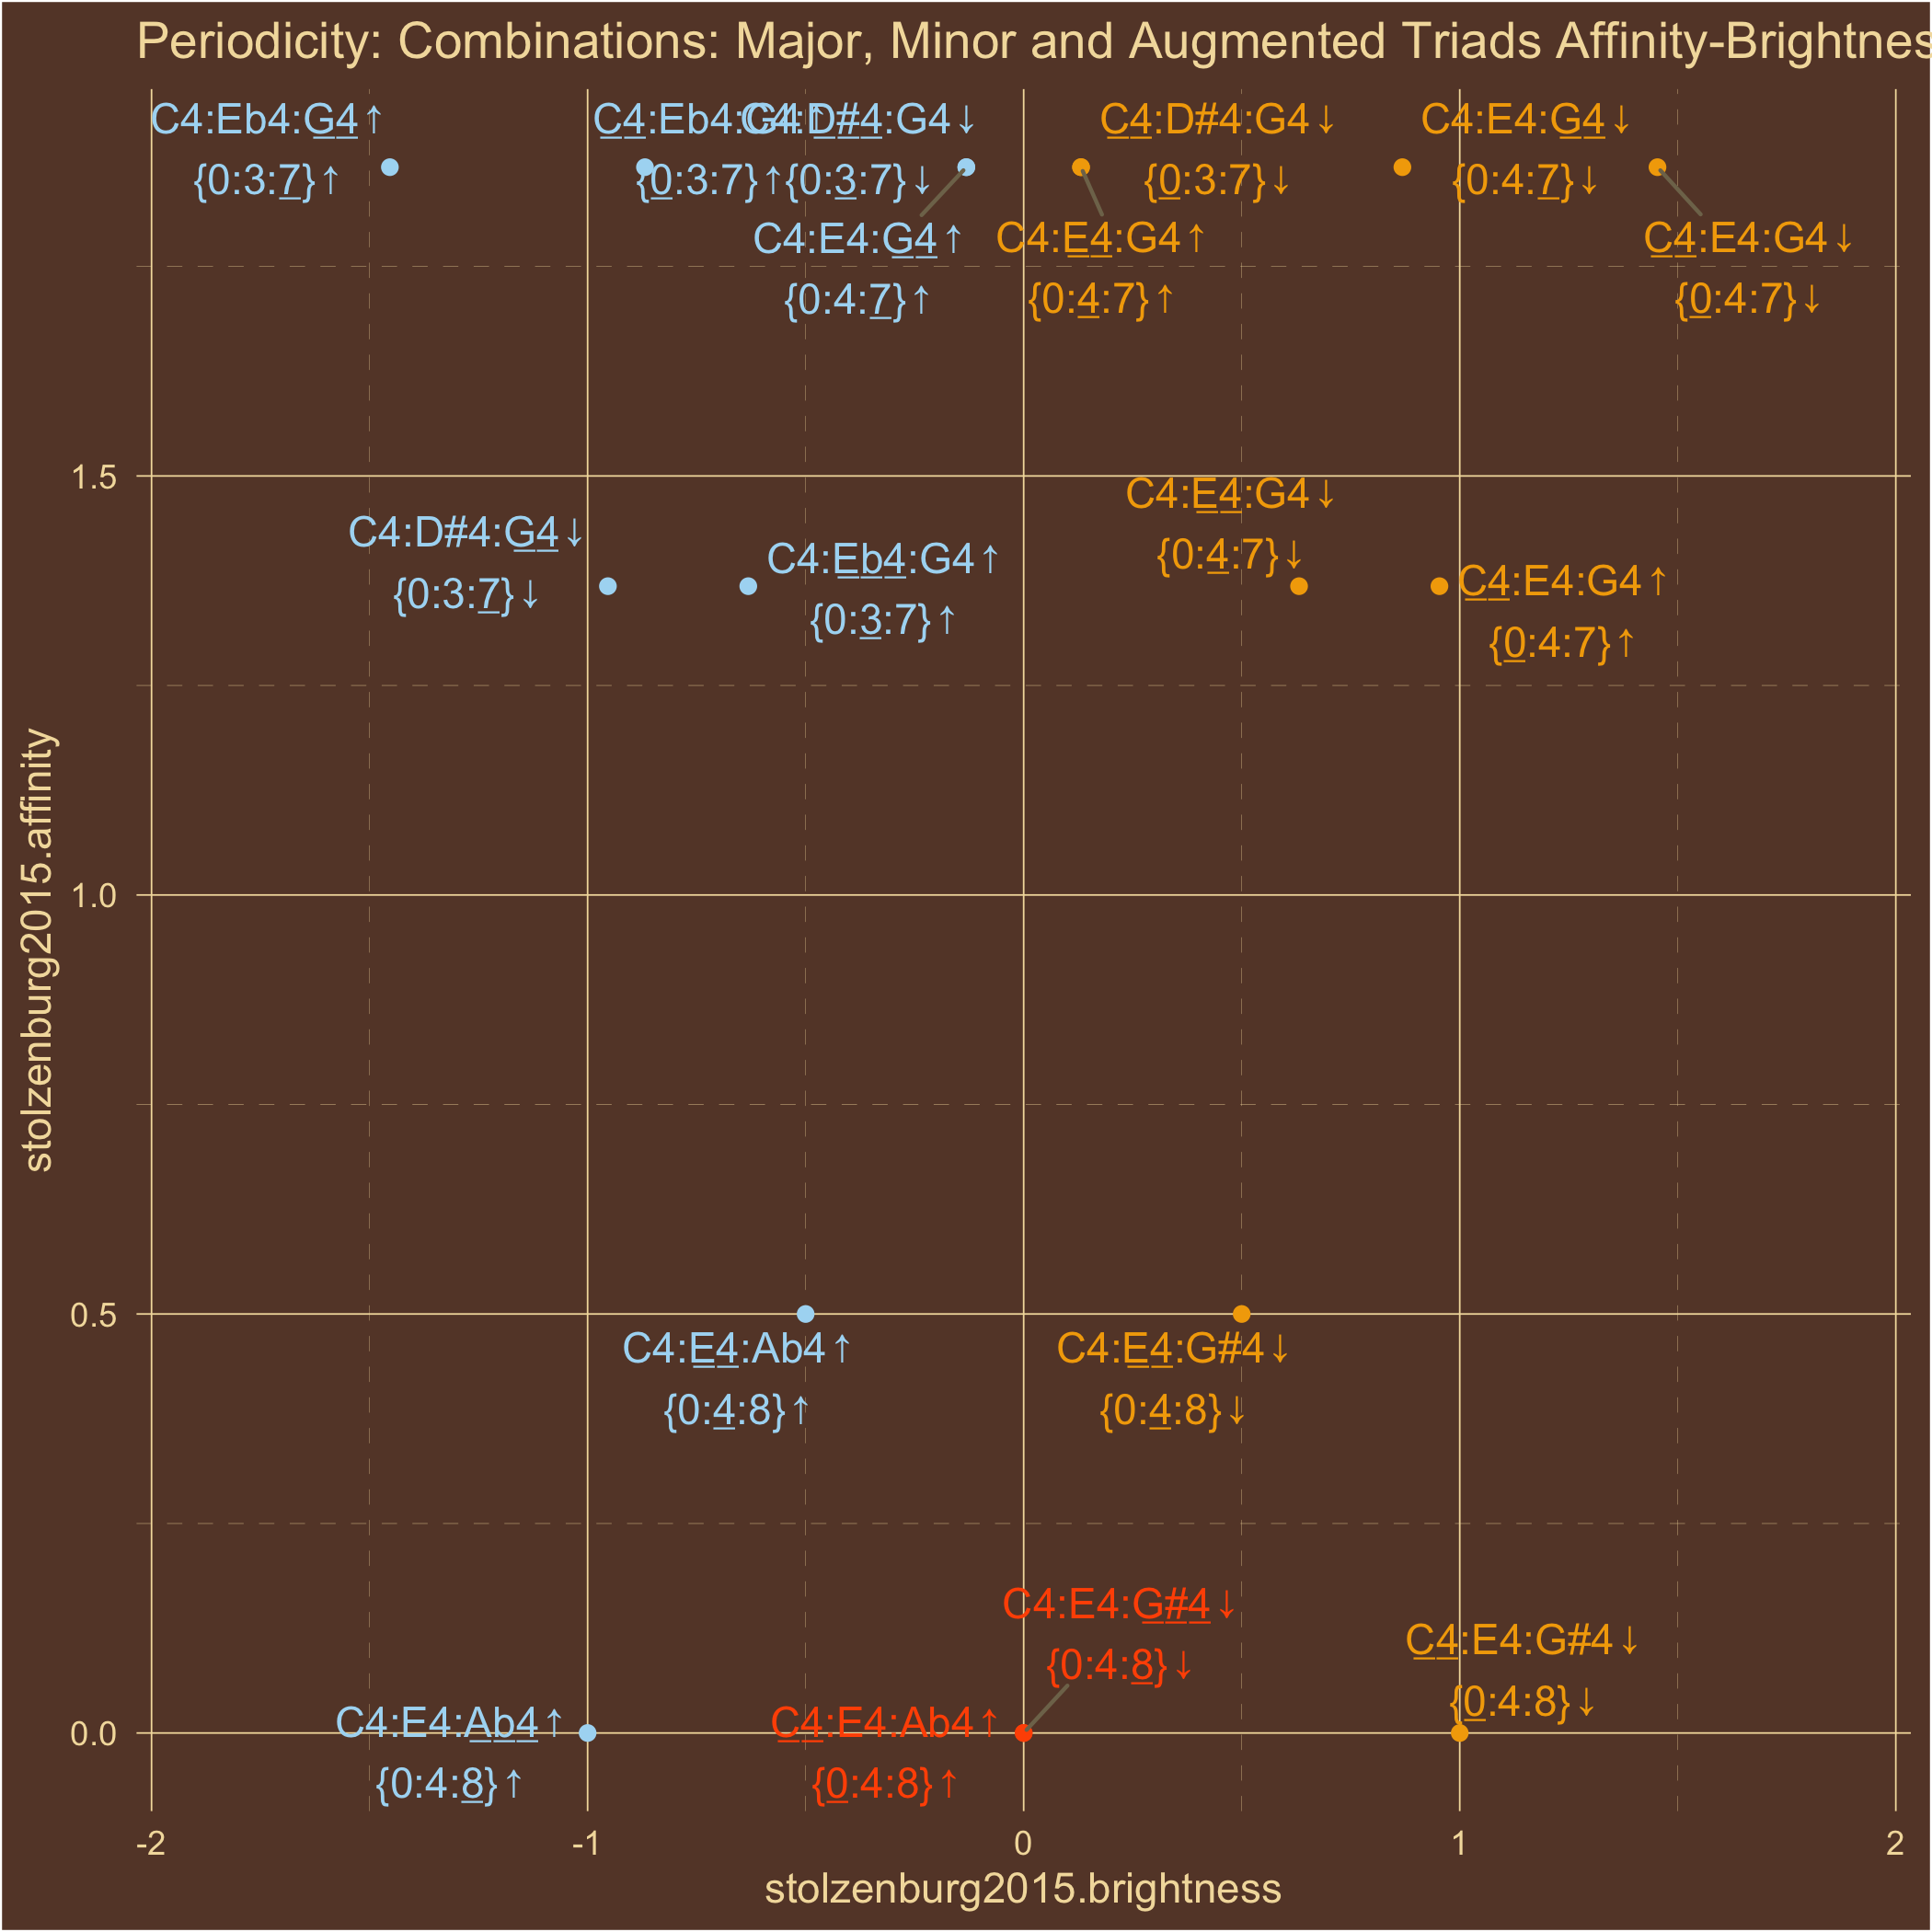 Periodicity: Combinations: Major, Minor and Augmented Triads Affinity-Brightnes
C4:Eb4:G4↑
{0:3:7}↑
C4:Eb4:G4↑
{0:3:7}↑
C4:D#4:G4↓
{0:3:7}↓
C4:D#4:G4↓
{0:3:7}↓
C4:E4:G4↓
{0:4:7}↓
C4:E4:G4↑
{0:4:7}↑
C4:E4:G4↑
{0:4:7}↑
C4:E4:G4↓
{0:4:7}↓
1.5
C4:D#4:G4↓
{0:3:7}↓
C4:Eb4:G4↑
{0:3:7}↑
C4:E4:G4↓
{0:4:7}↓
C4:E4:G4↑
{0:4:7}↑
1.0
stolzenburg2015.affinity
0.5
C4:E4:Ab4↑
{0:4:8}↑
C4:E4:G#4↓
{0:4:8}↓
C4:E4:G#4↓
{0:4:8}↓
C4:E4:G#4↓
{0:4:8}↓
0.0
C4:E4:Ab4↑
{0:4:8}↑
C4:E4:Ab4↑
{0:4:8}↑
-2
-1
0
1
2
stolzenburg2015.brightness